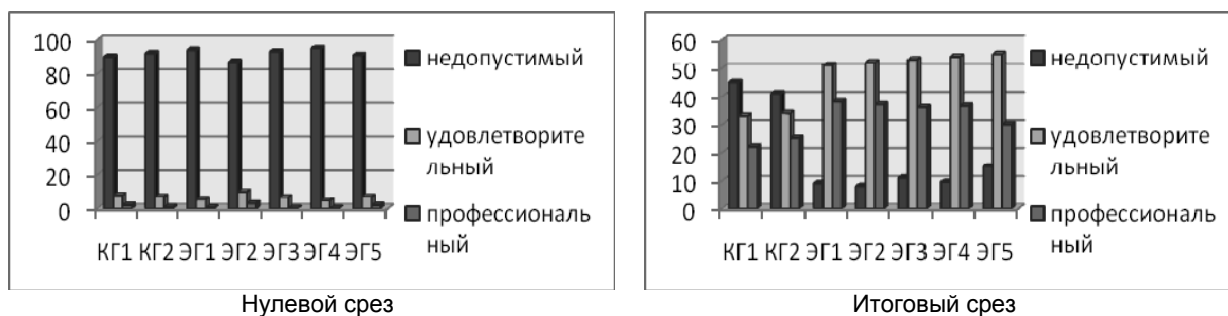 100
80
60
40
20
0
КГ1 КГ2 ЭГ1 ЭГ2 ЭГ3 ЭГ4 ЭГ5
недопустимый
удовлетворите
льный
профессиональ
ный
Нулевой срез
60
50
40
30
20
10
0
КГ1 КГ2 ЭГ1 ЭГ2 ЭГ3 ЭГ4 ЭГ5
недопустимый
удовлетворите
льный
профессиональ
ный
Итоговый срез